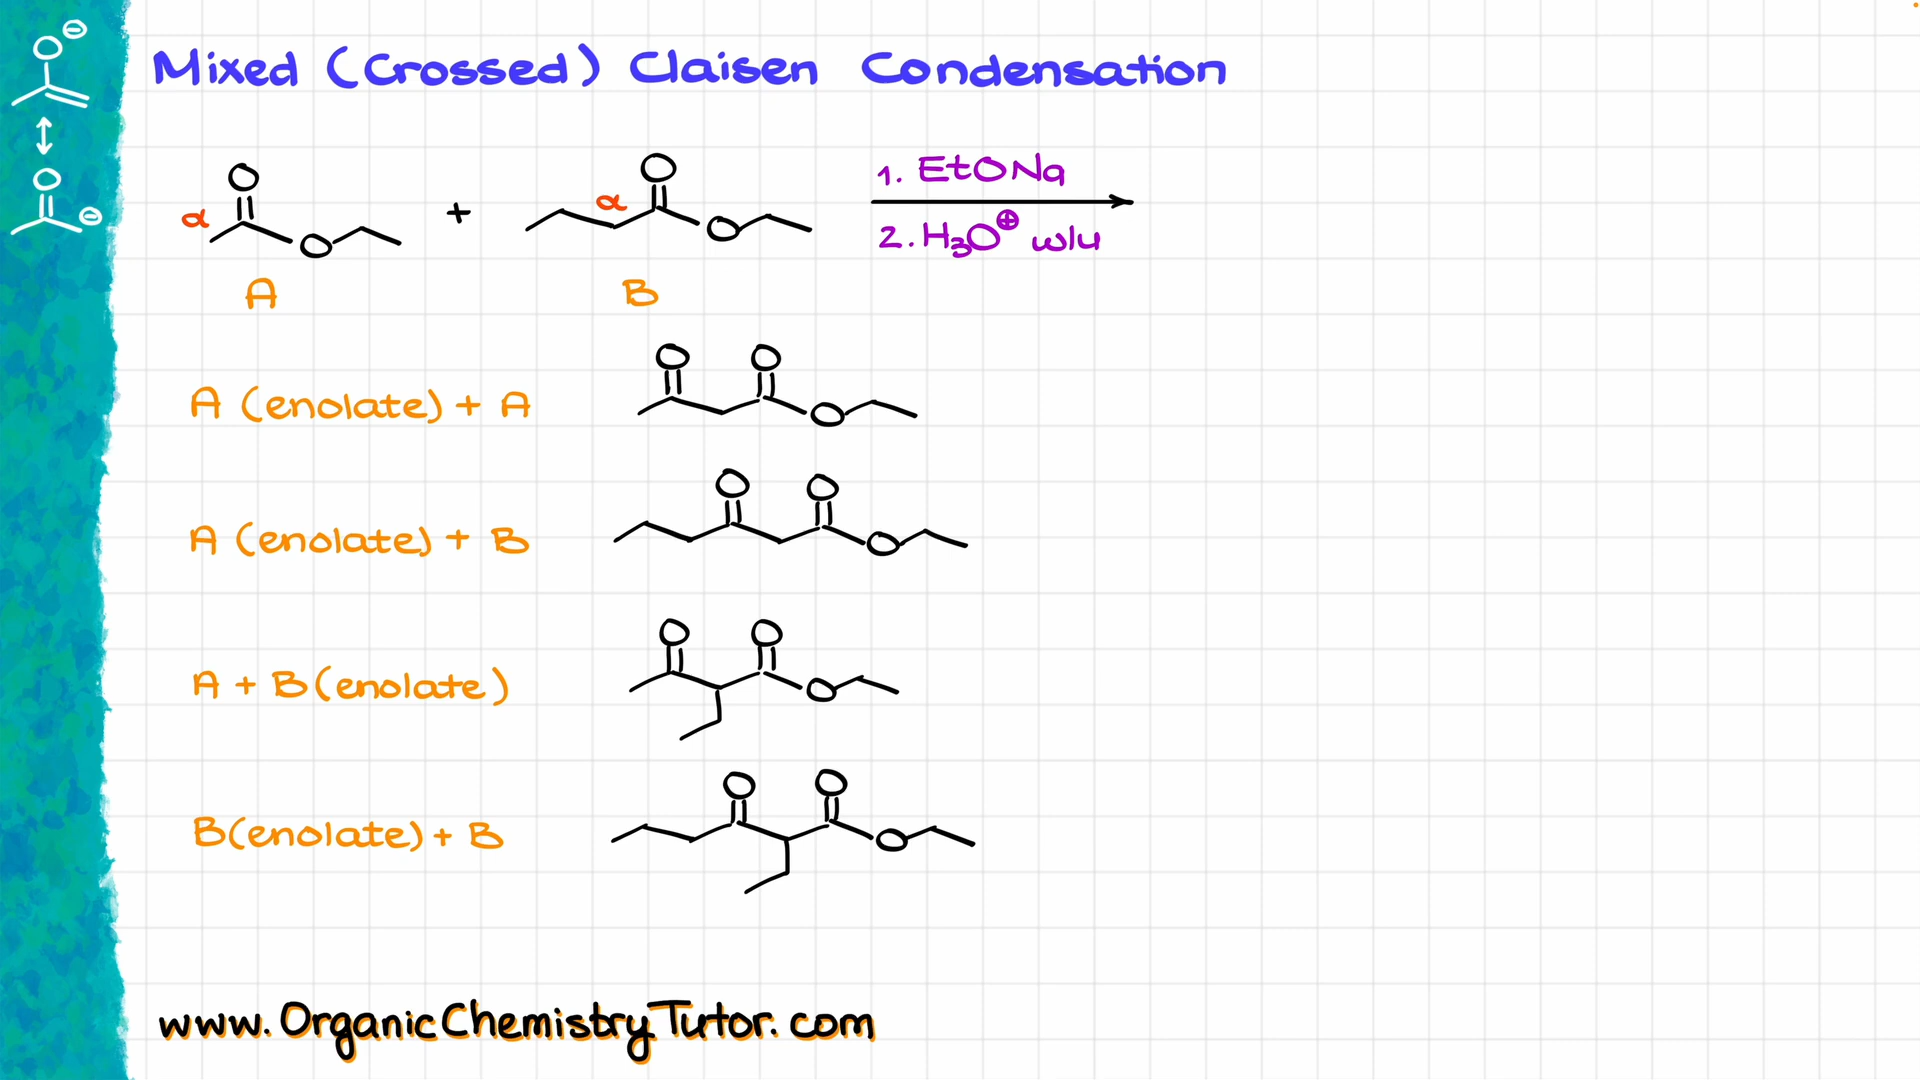 Mixed (Crossed) Claisen Condensation
O⊖
O
⊖
O
α
O
A
+
O
α
O
B
1. EtONa
2. H₃O⊕ w/u
A (enolate) + A
O O
O
A (enolate) + B
O O
O
A + B (enolate)
O O
O
B (enolate) + B
O O
O
www.OrganicChemistryTutor.com